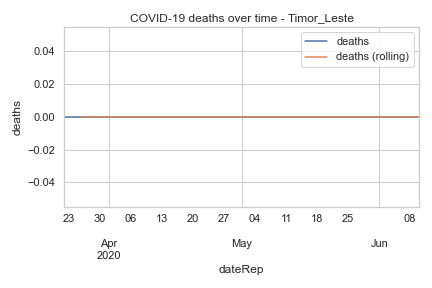 COVID-19 deaths over time - Timor_Leste
deaths
deaths (rolling)
0.04
0.02
0.00
−0.02
−0.04
deaths
23 30 06 13 20 27 04 11 18 25 08
Apr May Jun
2020
dateRep